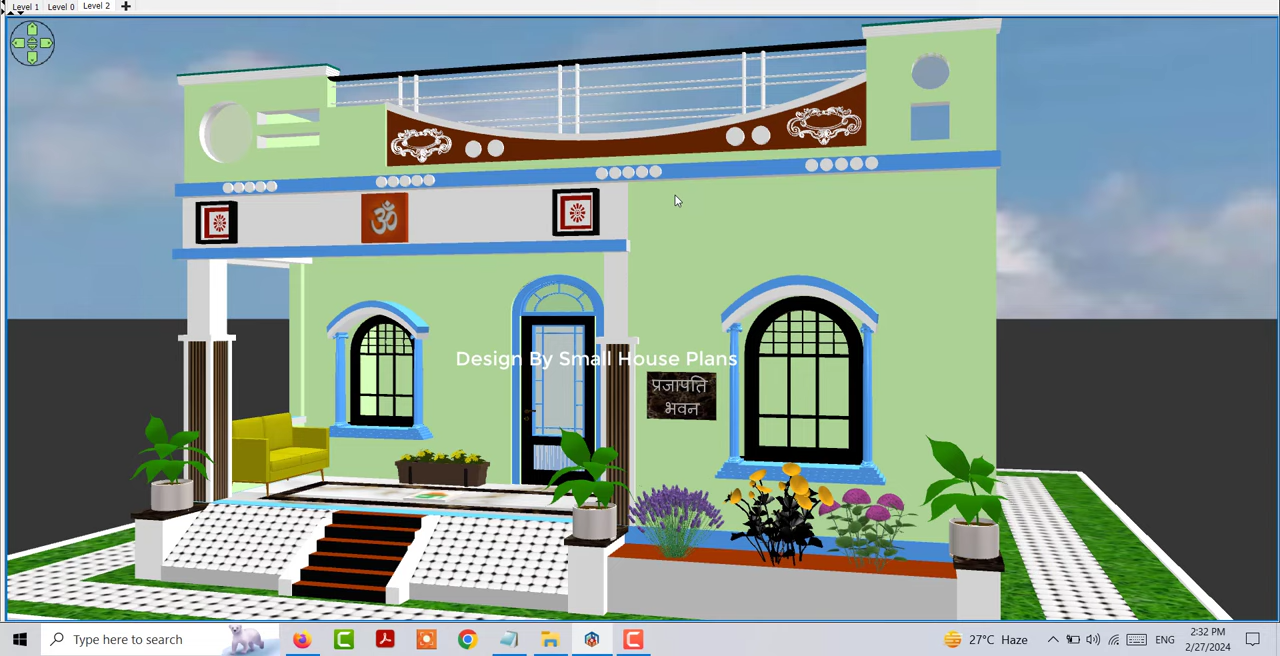 Level 1 Level 0 Level 2
ॐ
Design By Small House Plans
प्रजापति
भवन
Type here to search
27°C Haze
ENG
2:32 PM
2/27/2024